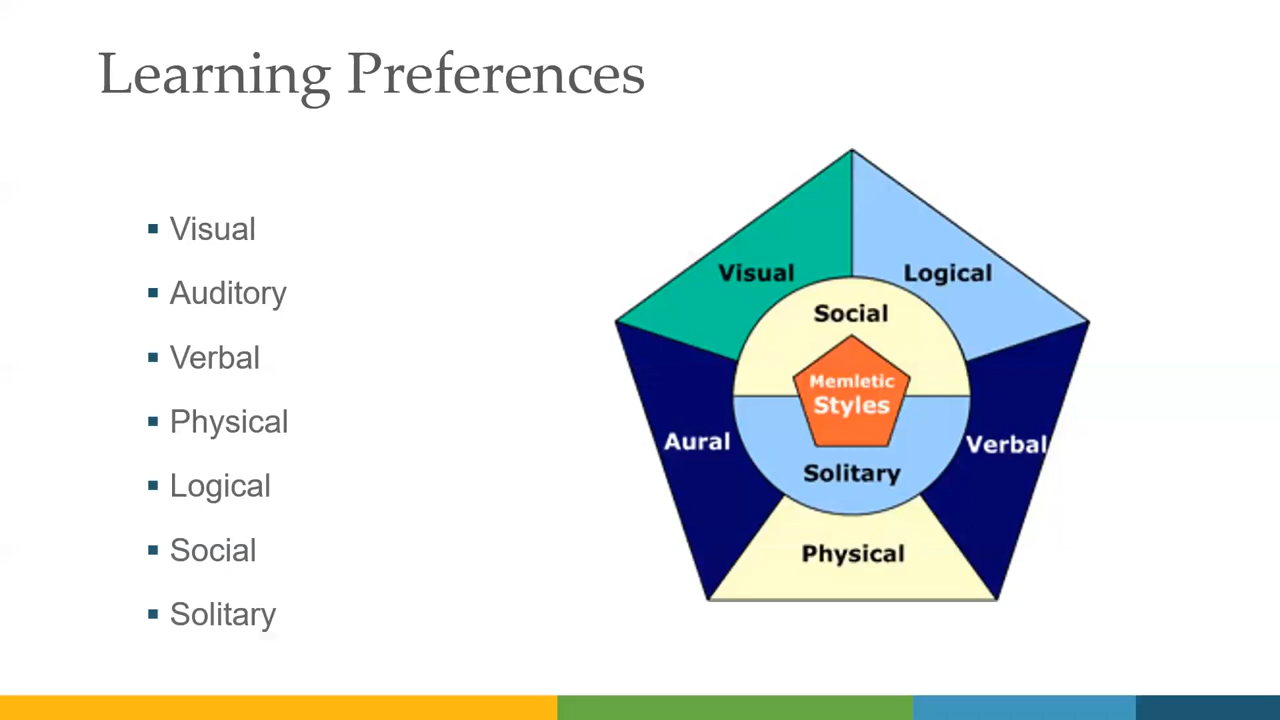 Learning Preferences
Visual
Auditory
Verbal
Physical
Logical
Social
Solitary
Visual
Logical
Social
Memletic
Styles
Aural
Verbal
Solitary
Physical